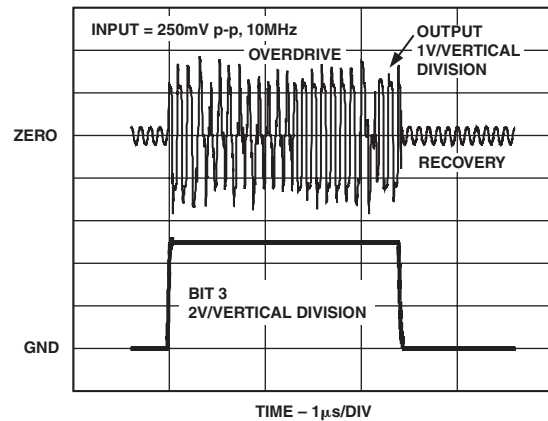 INPUT = 250mV p-p, 10MHz
OVERDRIVE
OUTPUT
1V/VERTICAL
DIVISION
ZERO
RECOVERY
BIT 3
2V/VERTICAL DIVISION
GND
TIME – 1μs/DIV